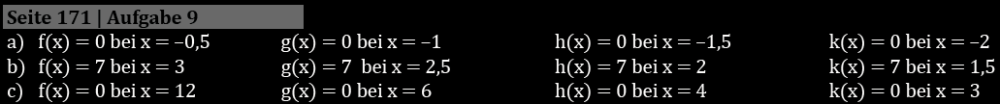 Seite 171 | Aufgabe 9
a) f(x) = 0 bei x = –0,5 g(x) = 0 bei x = –1 h(x) = 0 bei x = –1,5 k(x) = 0 bei x = –2
b) f(x) = 7 bei x = 3 g(x) = 7 bei x = 2,5 h(x) = 7 bei x = 2 k(x) = 7 bei x = 1,5
c) f(x) = 0 bei x = 12 g(x) = 0 bei x = 6 h(x) = 0 bei x = 4 k(x) = 0 bei x = 3